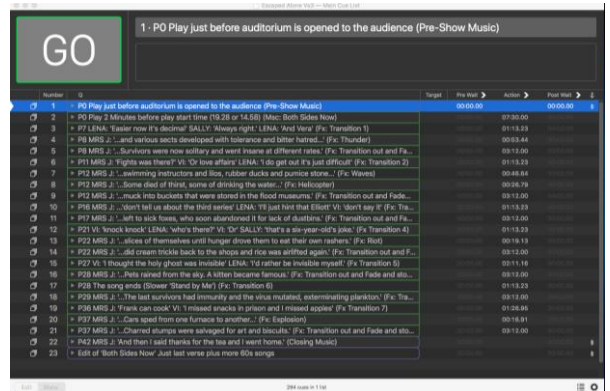 Escaped Alone V&3 — Main Cue List
GO
1 · P0 Play just before auditorium is opened to the audience (Pre-Show Music)
Number Q Target Pre Wait Action Post Wait
1 P0 Play just before auditorium is opened to the audience (Pre-Show Music) 00:00.00 00:00.00
2 P0 Play 2 Minutes before play start time (19.28 or 14.58) (Msc: Both Sides Now) 07:30.00
3 P7 LENA: 'Easier now it's decimal' SALLY: 'Always right.' LENA: 'And Vera' (Fx: Transition 1) 01:13.23
4 P8 MRS J: '...and various sects developed with tolerance and bitter hatred...' (Fx: Thunder) 00:53.44
5 P8 MRS J: '...Survivors were now solitary and went insane at different rates.' (Fx: Transition out and Fa... 03:12.00
6 P11 MRS J: 'Fights was there?' VI: 'Or love affairs' LENA: 'I do get out it's just difficult' (Fx: Transition 2) 01:13.23
7 P12 MRS J: '...swimming instructors and lilos, rubber ducks and pumice stone...' (Fx: Waves) 00:46.64
8 P12 MRS J: '...Some died of thirst, some of drinking the water...' (Fx: Helicopter) 00:26.79
9 P12 MRS J: '...muck into buckets that were stored in the flood museums.' (Fx: Transition out and Fade... 03:12.00
10 P16 MRS J: '...don't tell us about the third series' LENA: 'I'll just hint that Elliott' VI: 'don't say it' (Fx: Tra... 01:13.23
11 P17 MRS J: '...left to sick foxes, who soon abandoned it for lack of dustbins.' (Fx: Transition out and Fa... 03:12.00
12 P21 VI: 'knock knock' LENA: 'who's there?' VI: 'Dr' SALLY: 'that's a six-year-old's joke.' (Fx Transition 4) 01:13.23
13 P22 MRS J: '...slices of themselves until hunger drove them to eat their own rashers.' (Fx: Riot) 00:19.13
14 P22 MRS J: '...did cream trickle back to the shops and rice was airlifted again.' (Fx: Transition out and F... 03:12.00
15 P27 VI: 'I thought the holy ghost was invisible' LENA: 'I'd rather be invisible myself.' (Fx Transition 5) 03:11.16
16 P28 MRS J: '...Pets rained from the sky. A kitten became famous.' (Fx: Transition out and Fade and sto... 03:12.00
17 P28 The song ends (Slower 'Stand by Me') (Fx: Transition 6) 01:13.23
18 P29 MRS J: '...The last survivors had immunity and the virus mutated, exterminating plankton.' (Fx: Tra... 03:12.00
19 P36 MRS J: 'Frank can cook' VI: 'I missed snacks in prison and I missed apples' (Fx Transition 7) 01:28.95
20 P37 MRS J: '...Cars sped from one furnace to another...' (Fx: Explosion) 00:16.91
21 P37 MRS J: '...Charred stumps were salvaged for art and biscuits.' (Fx: Transition out and Fade and sto... 03:12.00
22 P42 MRS J: 'And then I said thanks for the tea and I went home.' (Closing Music)
23 Edit of 'Both Sides Now' Just last verse plus more 60s songs
Edit Show 294 cues in 1 list